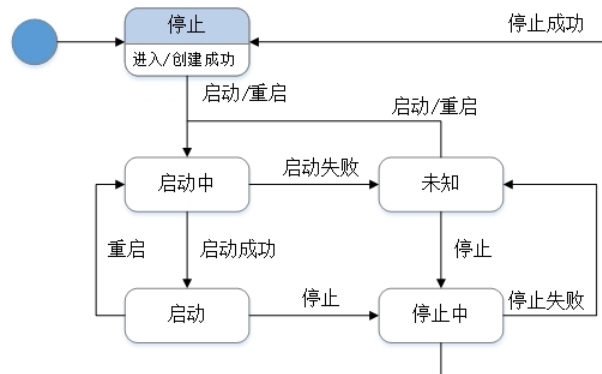 停止
停止成功
进入/创建成功
启动/重启
启动/重启
启动中
启动失败
未知
重启
启动成功
停止
启动
停止
停止中
停止失败